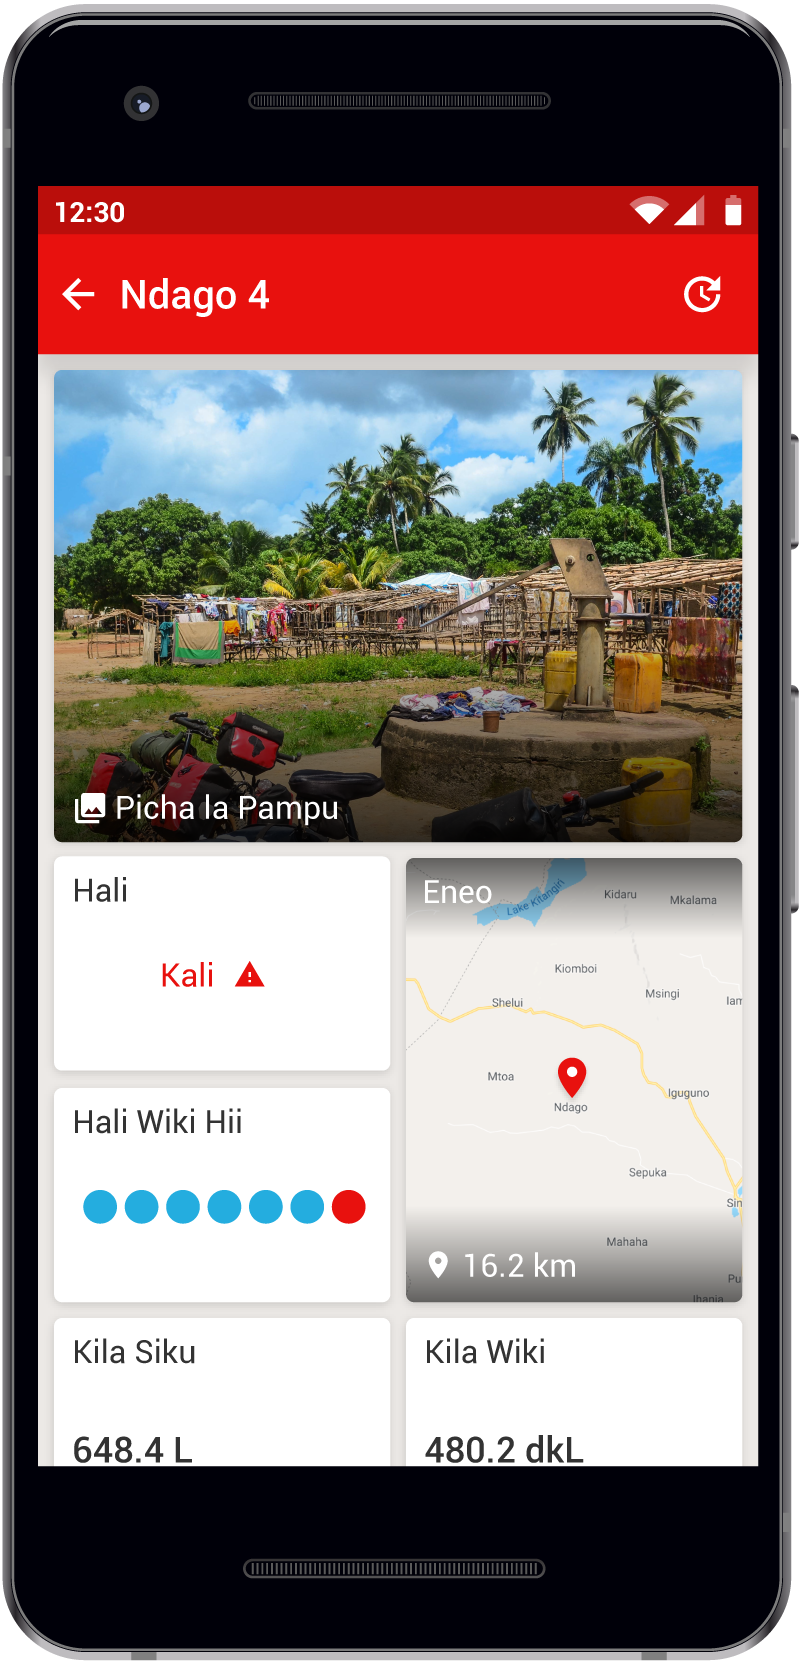 12:30
Ndago 4
Picha la Pampu
Hali
Kali
Eneo
Lake Kitangiri
Kidaru
Mkalama
Kiomboi
Msingi
Iam
Shelui
Mtoa
Ndago
Iguguno
Sepuka
Sin
Mahaha
Pu
Ihania
16.2 km
Hali Wiki Hii
Kila Siku
648.4 L
Kila Wiki
480.2 dkL